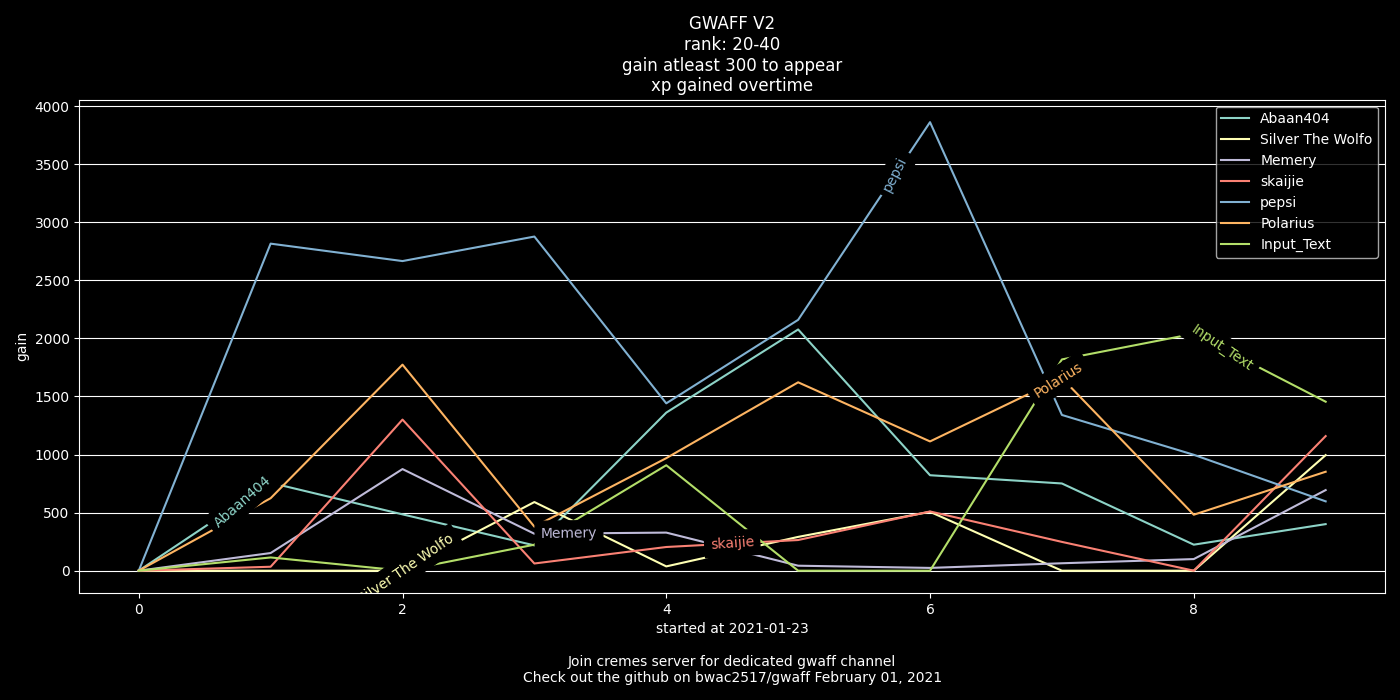 GWAFF V2
rank: 20-40
gain atleast 300 to appear
xp gained overtime
4000
3500
3000
2500
2000
1500
1000
500
0
gain
Abaan404
Silver The Wolfo
Memery
skaijie
pepsi
Polarius
Input_Text
Abaan404
Silver The Wolfo
Memery
skaijie
pepsi
Polarius
Input_Text
0
2
4
6
8
started at 2021-01-23
Join cremes server for dedicated gwaff channel
Check out the github on bwac2517/gwaff February 01, 2021